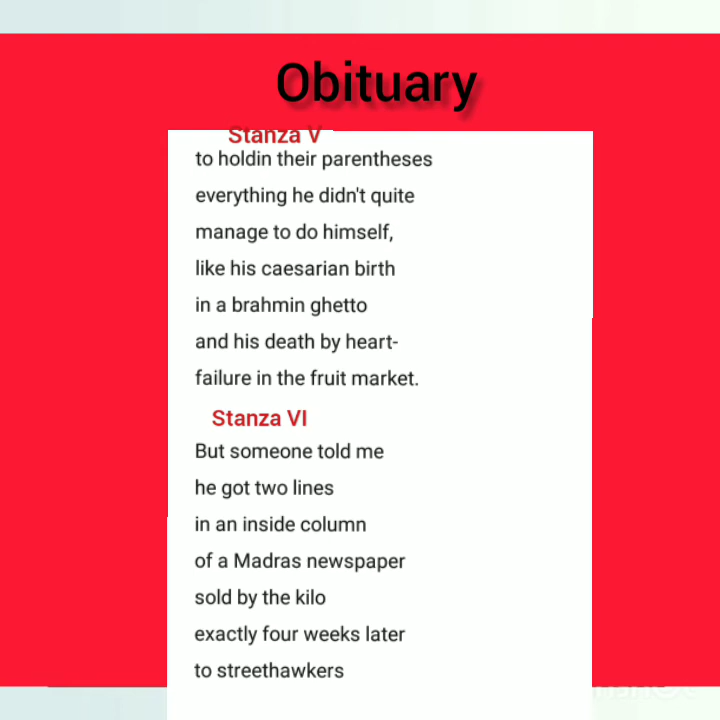 Obituary
Stanza V
to holdin their parentheses
everything he didn't quite
manage to do himself,
like his caesarian birth
in a brahmin ghetto
and his death by heart-
failure in the fruit market.
Stanza VI
But someone told me
he got two lines
in an inside column
of a Madras newspaper
sold by the kilo
exactly four weeks later
to streethawkers